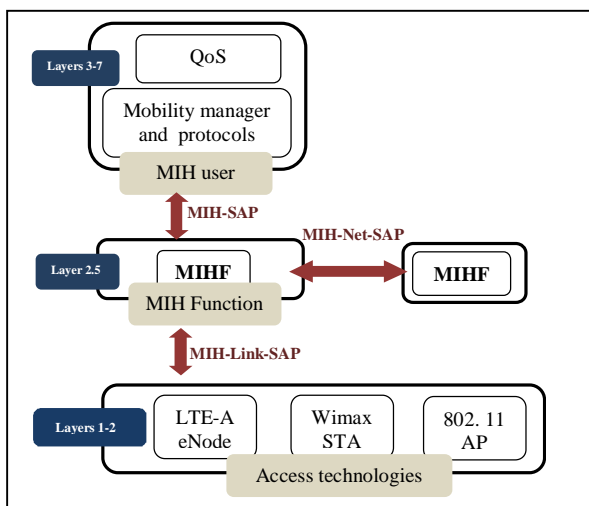 QoS
Layers 3-7
Mobility manager
and protocols
MIH user
MIH-SAP
MIH-Net-SAP
Layer 2.5
MIHF
MIHF
MIH Function
MIH-Link-SAP
Layers 1-2
LTE-A
eNode
Wimax
STA
802. 11
AP
Access technologies